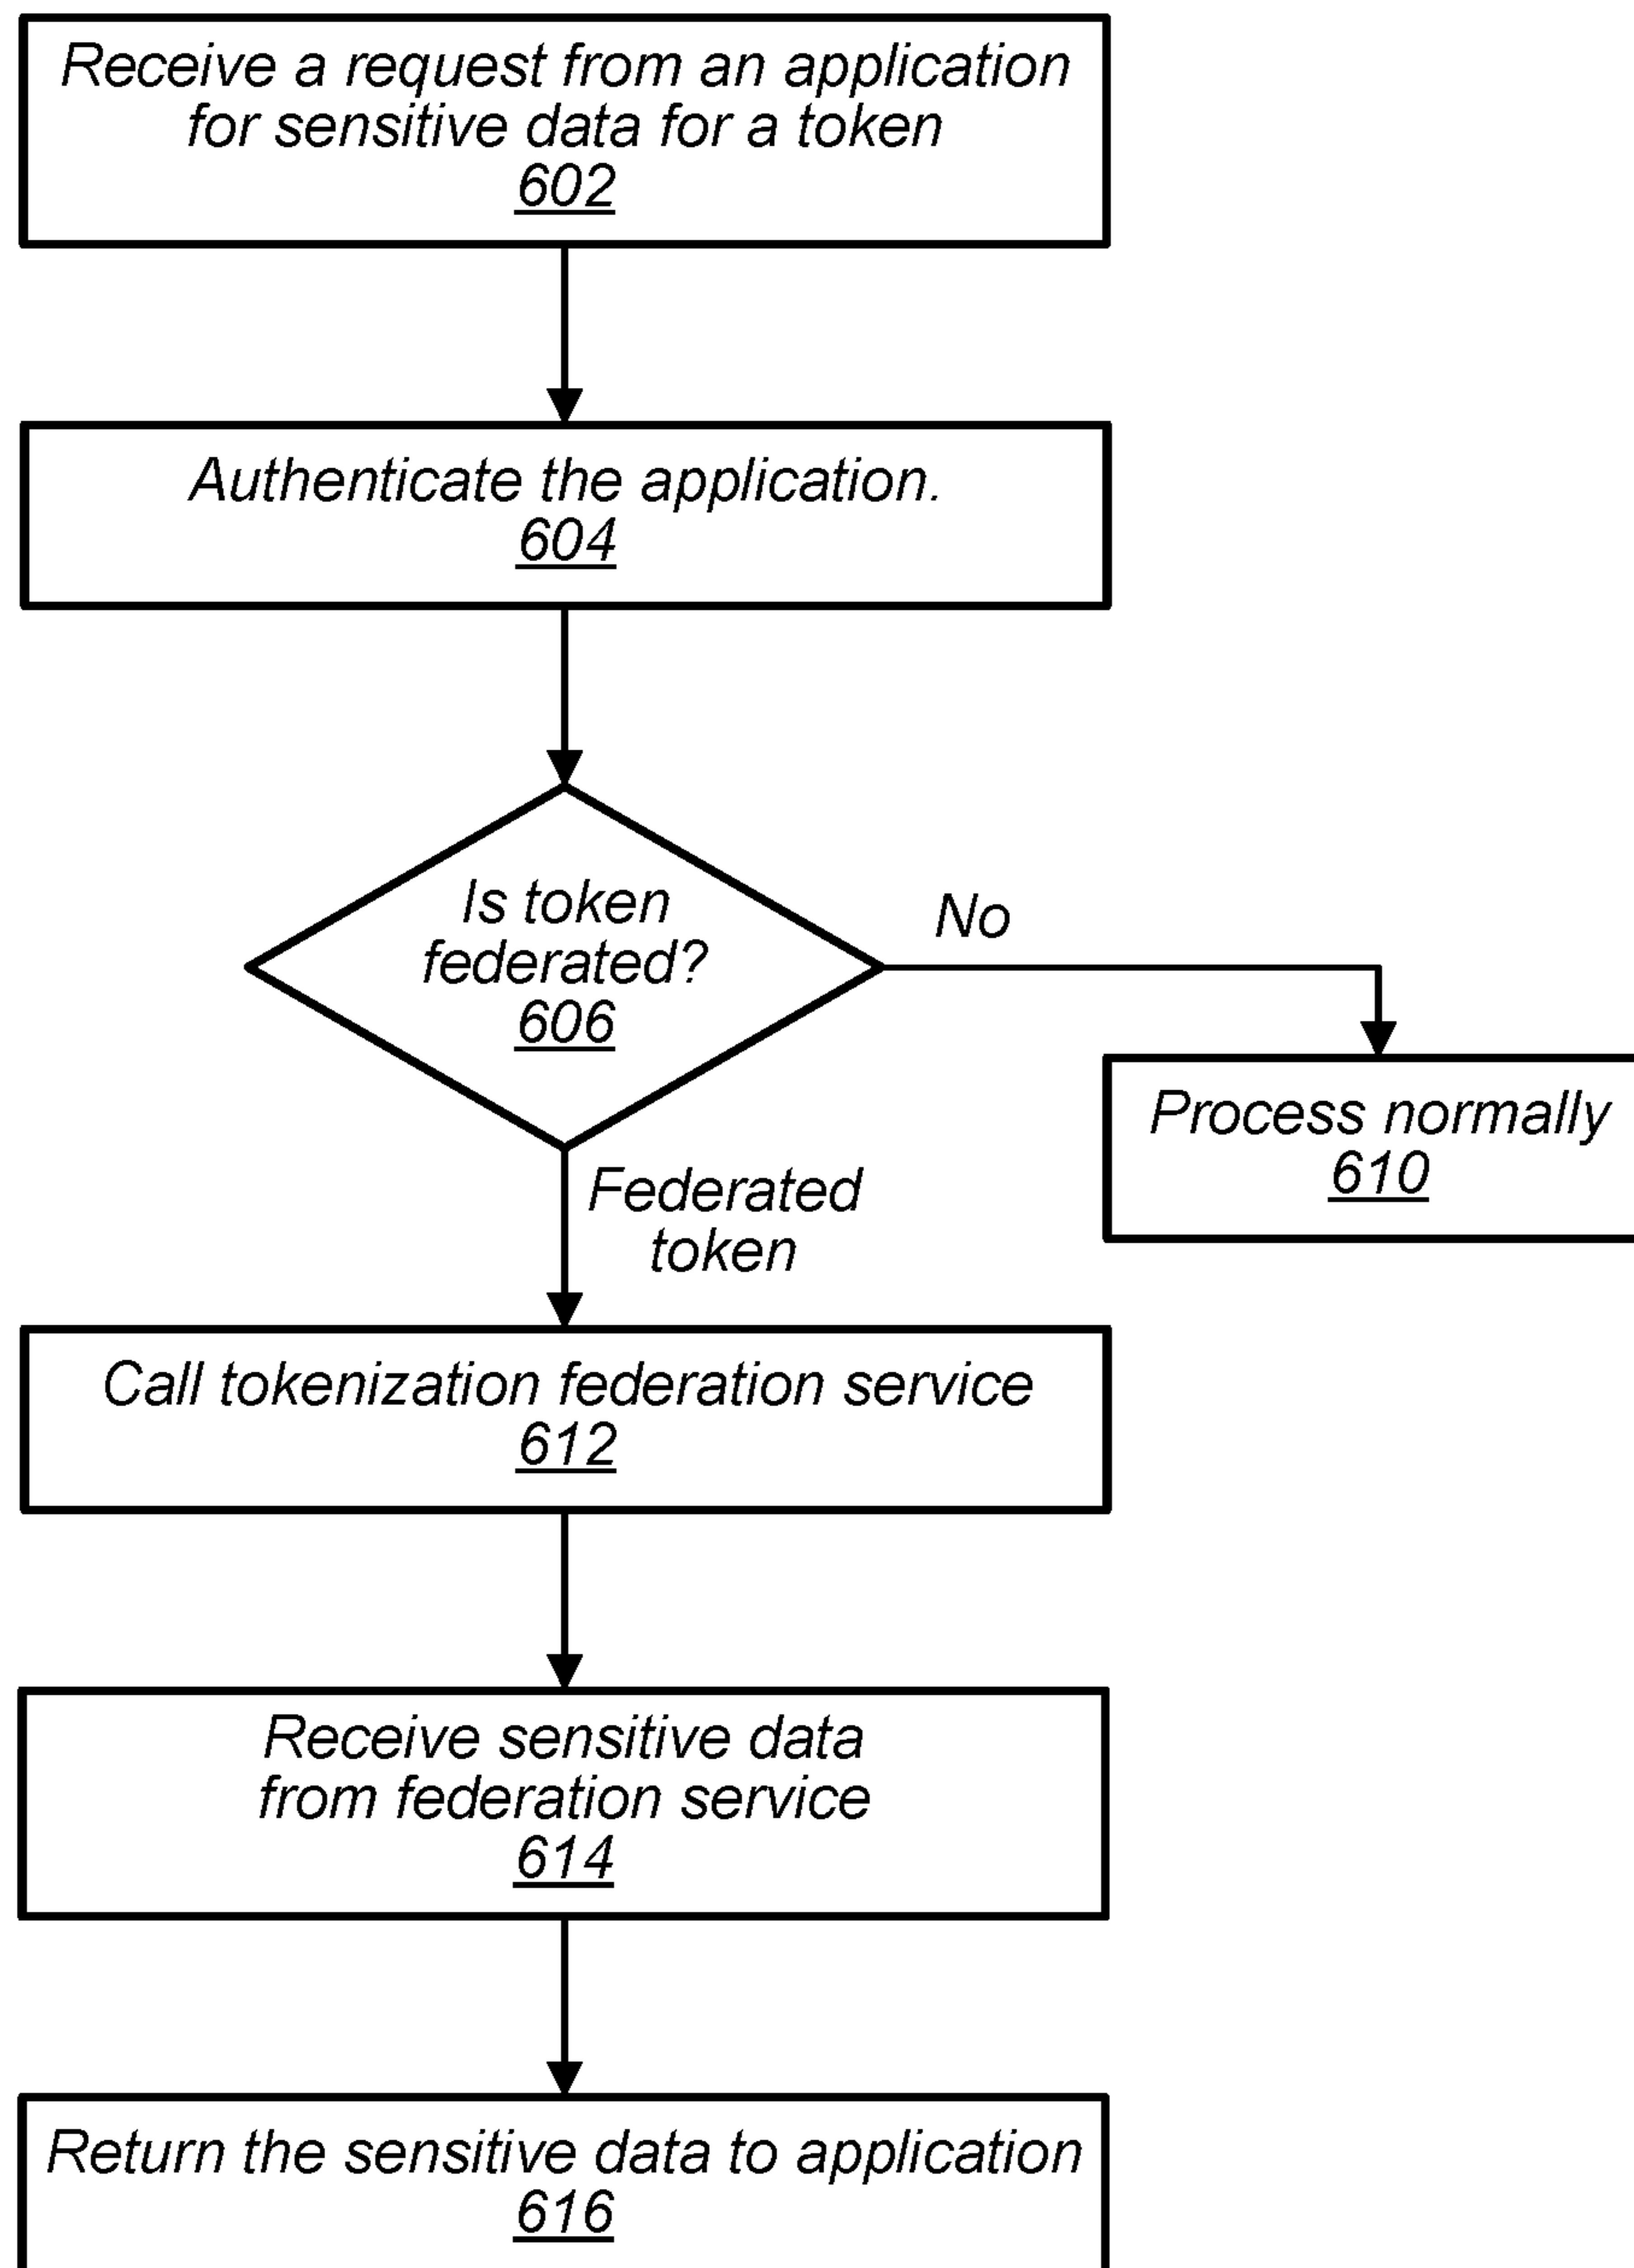 Receive a request from an application
for sensitive data for a token
602
Authenticate the application.
604
Is token
federated?
606
No
Process normally
610
Federated
token
Call tokenization federation service
612
Receive sensitive data
from federation service
614
Return the sensitive data to application
616